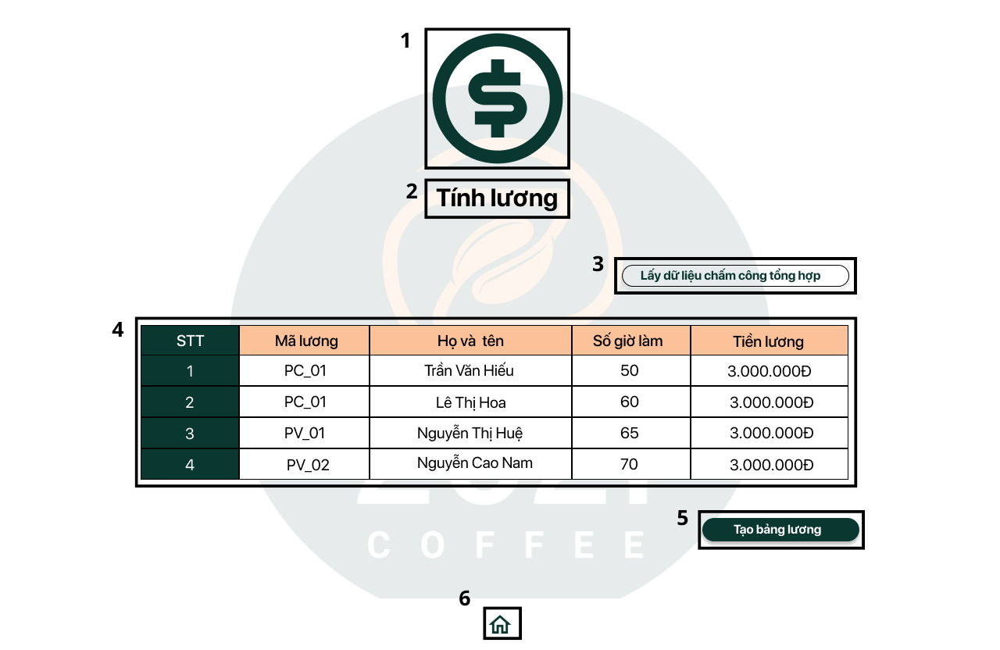 1
2
Tính lương
3
Lấy dữ liệu chấm công tổng hợp
4
STT Mã lương Họ và tên Số giờ làm Tiền lương
1 PC_01 Trần Văn Hiếu 50 3.000.000Đ
2 PC_01 Lê Thị Hoa 60 3.000.000Đ
3 PV_01 Nguyễn Thị Huệ 65 3.000.000Đ
4 PV_02 Nguyễn Cao Nam 70 3.000.000Đ
5
Tạo bảng lương
COFFEE
6